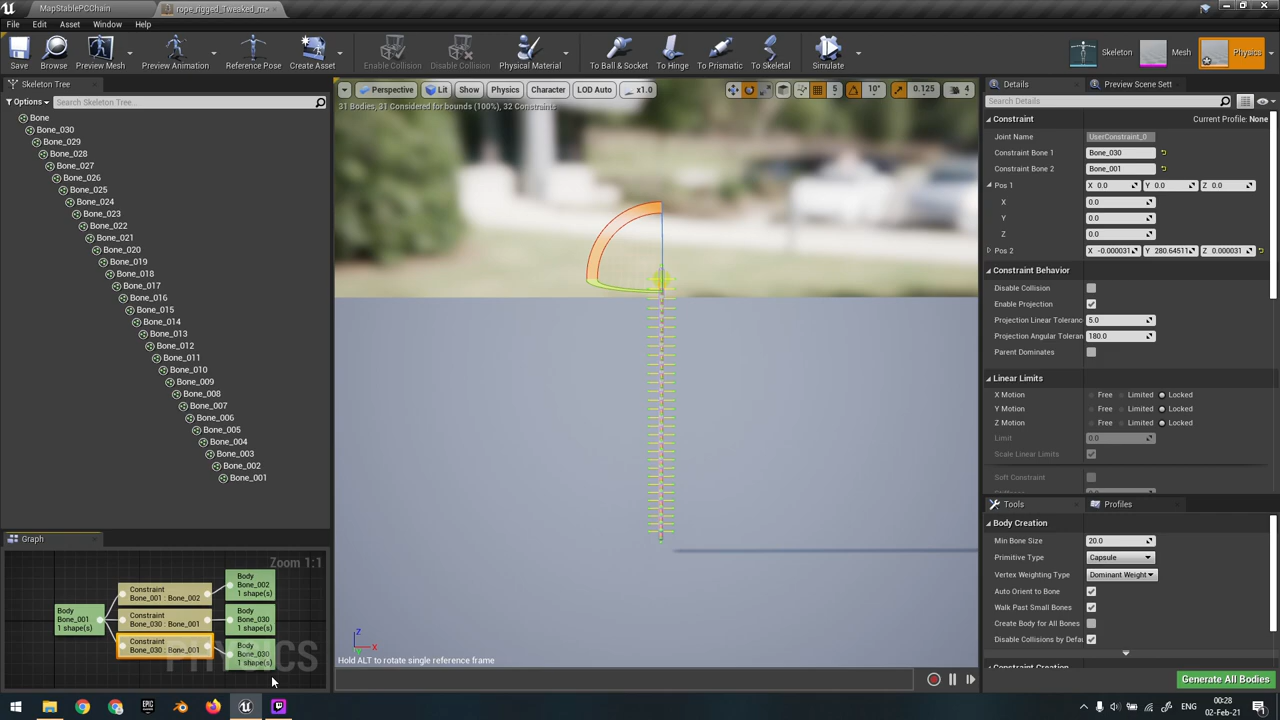 MapStablePCChain
rope_rigged_Tweaked_m
File Edit Asset Window Help
Save Browse Preview Mesh Preview Animation Reference Pose Create Asset Enable Collision Disable Collision Physical Material To Ball & Socket To Hinge To Prismatic To Skeletal Simulate Skeleton Mesh Physics
Skeleton Tree
Options Search Skeleton Tree...
Bone
Bone_030
Bone_029
Bone_028
Bone_027
Bone_026
Bone_025
Bone_024
Bone_023
Bone_022
Bone_021
Bone_020
Bone_019
Bone_018
Bone_017
Bone_016
Bone_015
Bone_014
Bone_013
Bone_012
Bone_011
Bone_010
Bone_009
Bone_008
Bone_007
Bone_006
Bone_005
Bone_004
Bone_003
Bone_002
Bone_001
Graph
Zoom 1:1
Body
Bone_001
1 shape(s)
Constraint
Bone_001 : Bone_002
Constraint
Bone_030 : Bone_001
Constraint
Bone_030 : Bone_001
Body
Bone_002
1 shape(s)
Body
Bone_030
1 shape(s)
Body
Bone_030
1 shape(s)
PHYSICS
Perspective Lit Show Physics Character LOD Auto x1.0 5 10° 0.125 4
31 Bodies, 31 Considered for bounds (100%), 32 Constraints
Z
X
Hold ALT to rotate single reference frame
Details Preview Scene Sett
Search Details
Constraint Current Profile: None
Joint Name UserConstraint_0
Constraint Bone 1 Bone_030
Constraint Bone 2 Bone_001
Pos 1 X 0.0 Y 0.0 Z 0.0
X 0.0
Y 0.0
Z 0.0
Pos 2 X -0.000031 Y 280.64511 Z 0.000031
Constraint Behavior
Disable Collision
Enable Projection
Projection Linear Toleranc 5.0
Projection Angular Toleran 180.0
Parent Dominates
Linear Limits
X Motion Free Limited Locked
Y Motion Free Limited Locked
Z Motion Free Limited Locked
Limit 0.0
Scale Linear Limits
Soft Constraint
Tools Profiles
Body Creation
Min Bone Size 20.0
Primitive Type Capsule
Vertex Weighting Type Dominant Weight
Auto Orient to Bone
Walk Past Small Bones
Create Body for All Bones
Disable Collisions by Defau
Constraint Creation
Generate All Bodies
00:28
02-Feb-21